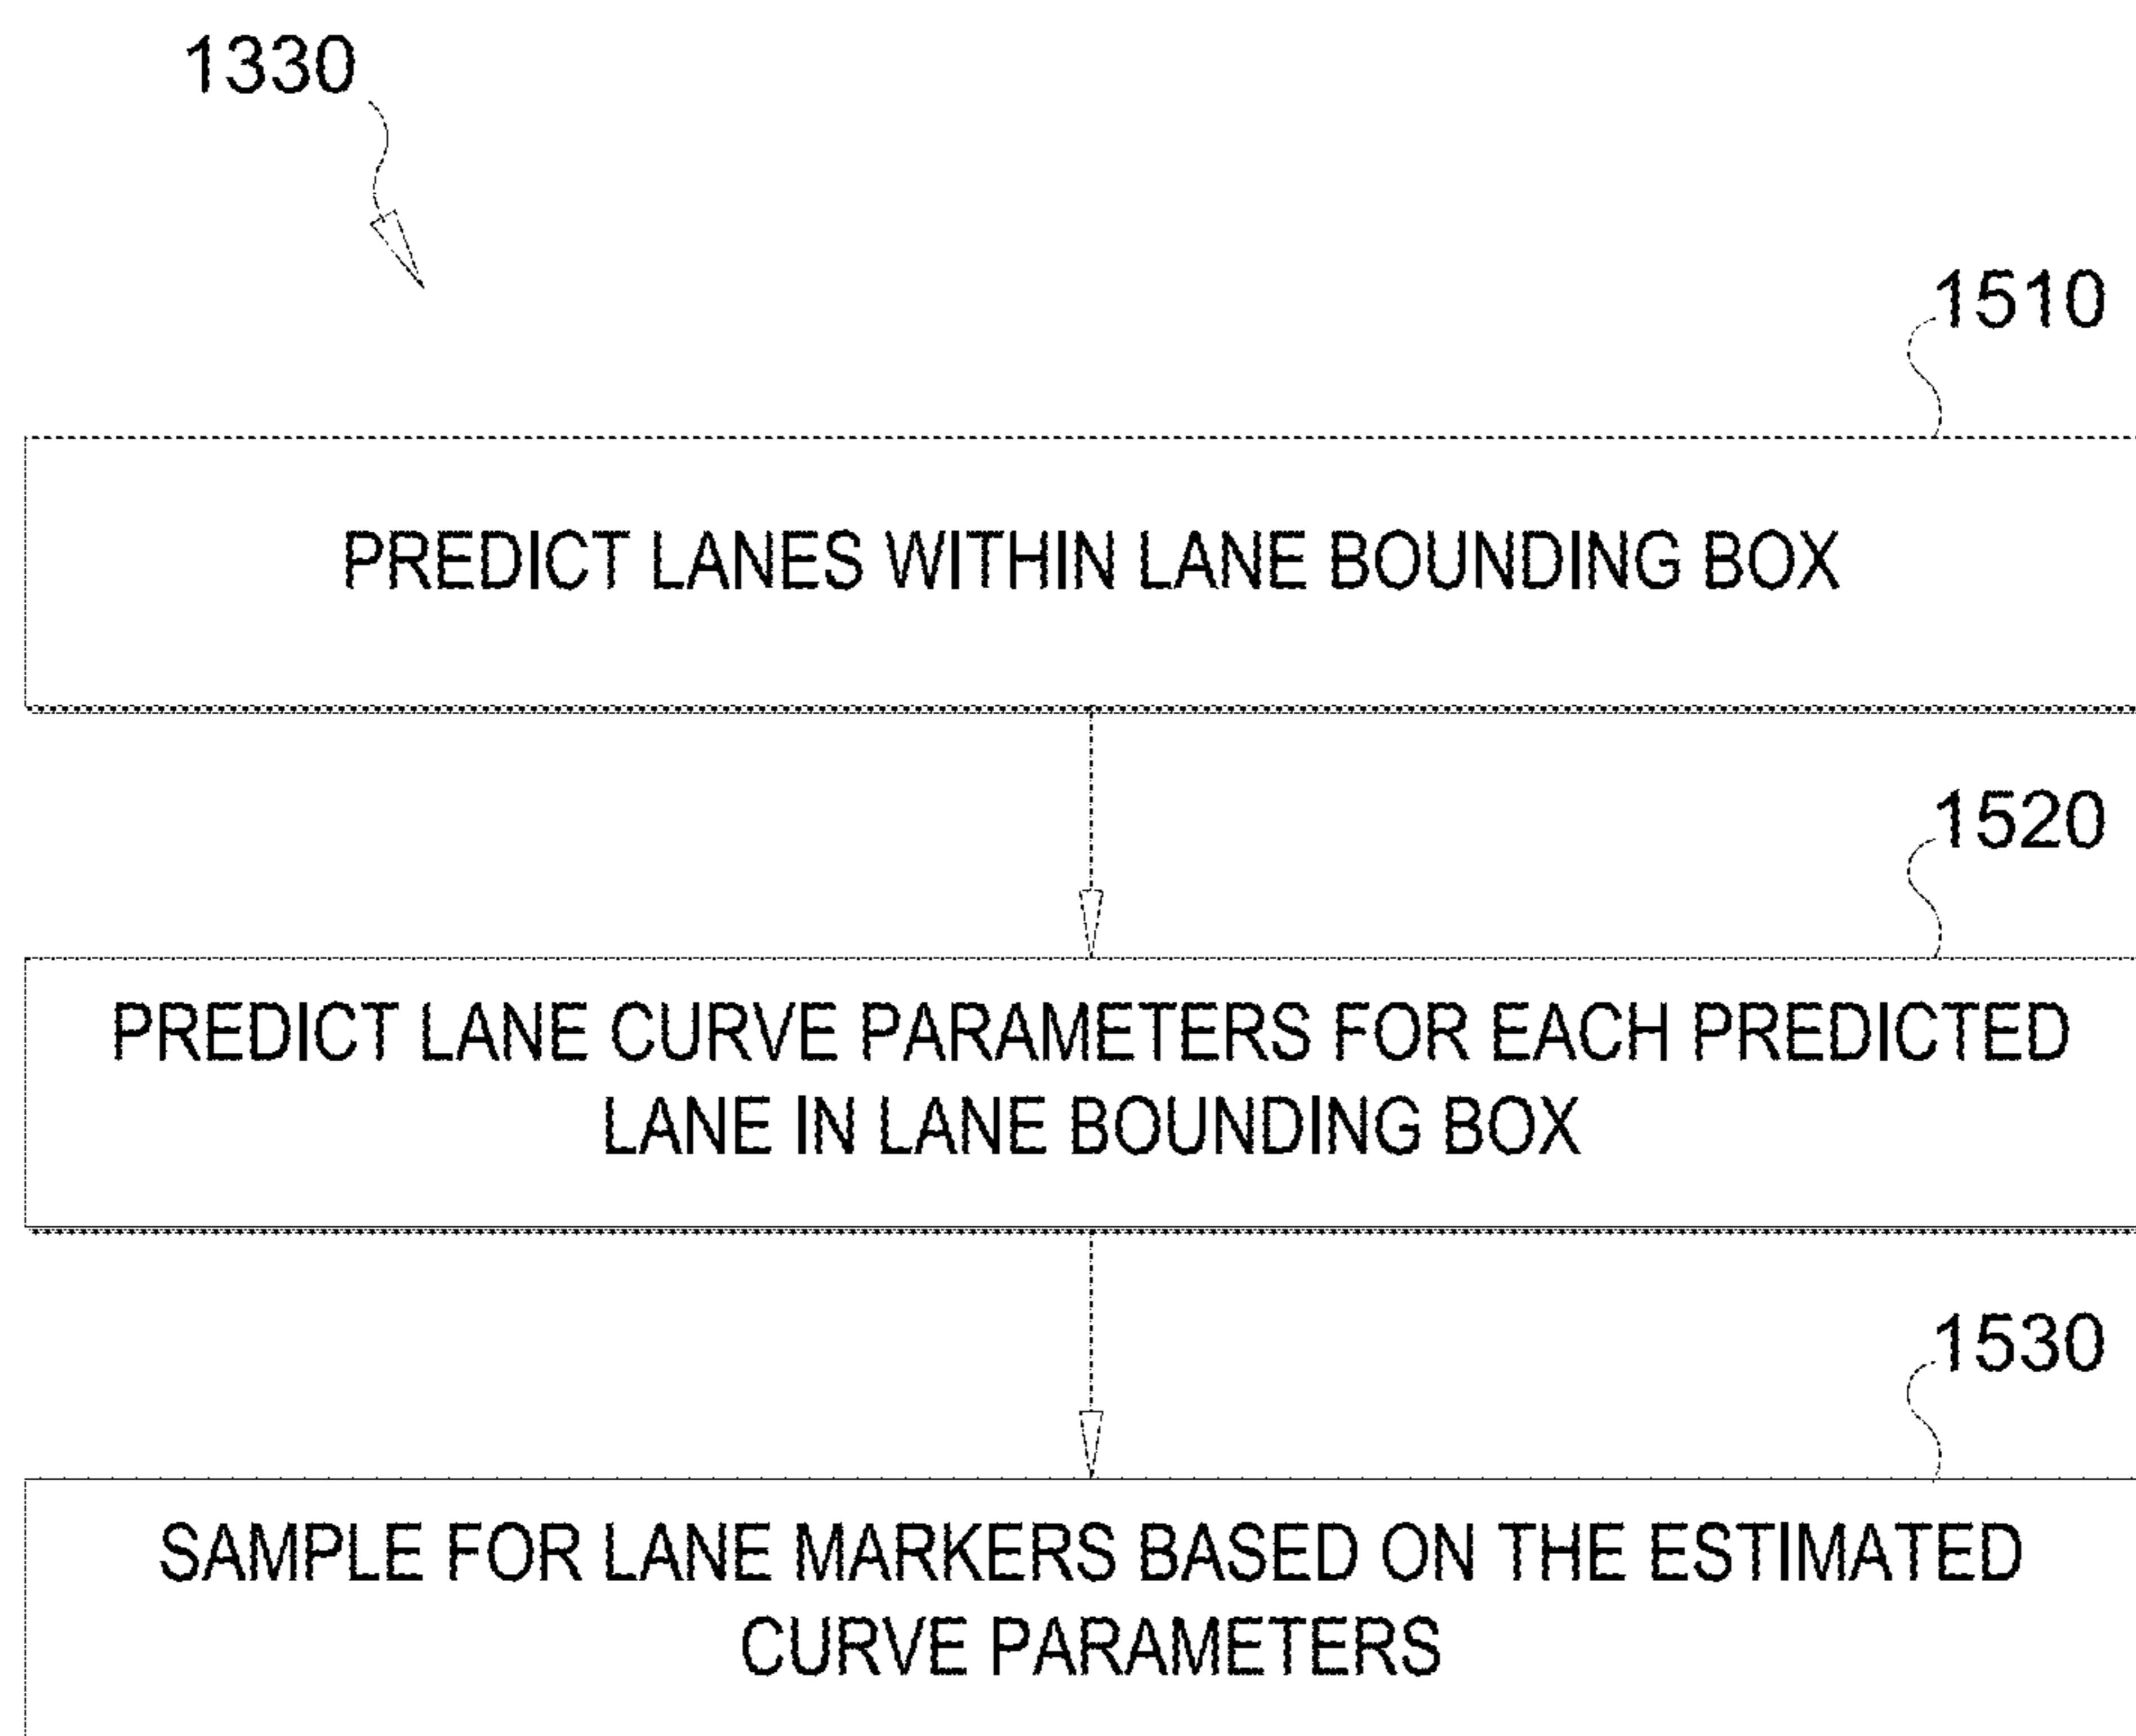 1330
1510
PREDICT LANES WITHIN LANE BOUNDING BOX
1520
PREDICT LANE CURVE PARAMETERS FOR EACH PREDICTED
LANE IN LANE BOUNDING BOX
1530
SAMPLE FOR LANE MARKERS BASED ON THE ESTIMATED
CURVE PARAMETERS